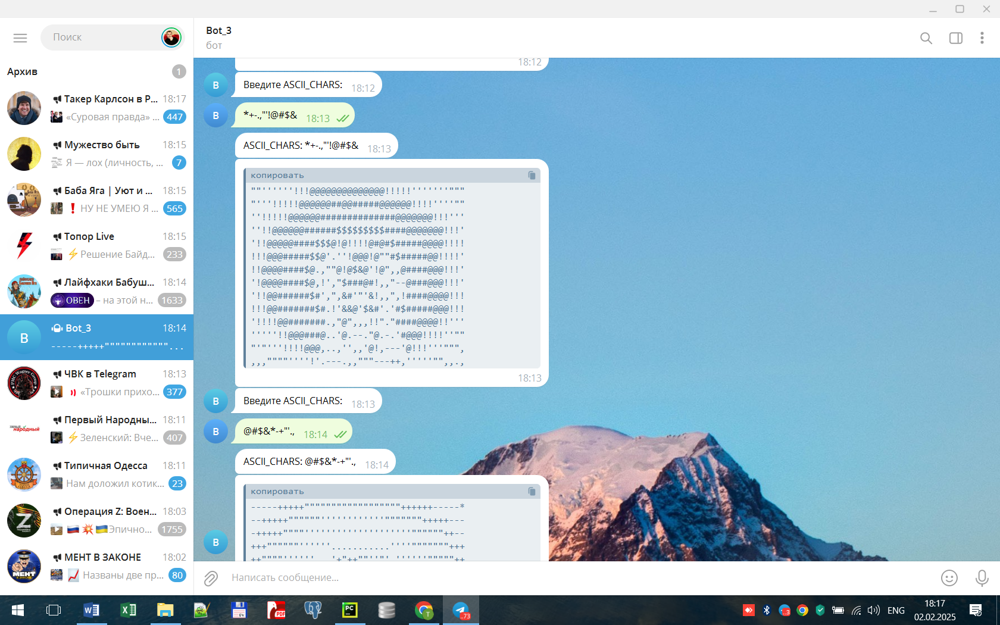 Поиск
Архив
1
Такер Карлсон в Р...
18:17
«Суровая правда» ...
447
Мужество быть
18:15
Я — лох (личность, ...
7
Баба Яга | Уют и ...
18:15
НУ НЕ УМЕЮ Я ...
565
Топор Live
18:15
Решение Байд...
233
Лайфхаки Бабуш...
18:14
ОВЕН – на этой н...
1633
B
Bot_3
18:14
-----+++++""""""""""""...
ЧВК в Telegram
18:13
«Трошки прихо...
377
Первый Народны...
18:11
Зеленский: Вче...
407
Типичная Одесса
18:11
Нам доложил котик...
23
Операция Z: Воен...
18:03
Эпично...
1755
МЕНТ В ЗАКОНЕ
18:02
Названы две пр...
80
Bot_3
бот
18:12
B
Введите ASCII_CHARS:
18:12
B
*+-.,"'!@#$&
18:13
ASCII_CHARS: *+-.,"'!@#$&
18:13
копировать
""''''''!!!@@@@@@@@@@@@@@!!!!!'''''''"""
"'''!!!!!@@@@@@##@@#####@@@@@@!!!!''''""
''!!!!!@@@@@@##############@@@@@@@!!!'''
''!!@@@@@@######$$$$$$$$$####@@@@@@@!!!'
'!!@@@@@####$$$@!@!!!!@#@#$#####@@@@!!!!
!!!@@@#####$$@'.''!@@@!@""#$#####@@!!!!'
!!@@@@####$@.,""@!@$&@'!@",,@####@@@!!!'
'!@@@@####$@,!',"$###@#!,,"--@###@@@!!!'
'!!@@######$#',",&#'"'&!,,",!####@@@@!!!
!!!@@#######$#.!'&&@'$&#'.'#$#####@@@!!!
'!!!!@@#######.,"@",,,!!"."####@@@@!!'''
''''''!!@@@###@..'@.--."@.-.'#@@@!!!!''""
"'"'''!!!!@@@,..,'',,'@!,---'@!!!'''""",
,,,""""''''!'.---.,,"""---++,'''''"",,.,
18:13
B
Введите ASCII_CHARS:
18:13
B
@#$&*-+"'.,
18:14
ASCII_CHARS: @#$&*-+"'.,
18:14
копировать
-----+++++""""""""""""""""""++++++-----*
--+++++""""""''''''''''''"""""""+++++---
-+++++""""''''''''''''''''''''""""""++--
+++""""""''''''...........''''"""""""+++
B
Написать сообщение...
ENG
18:17
02.02.2025